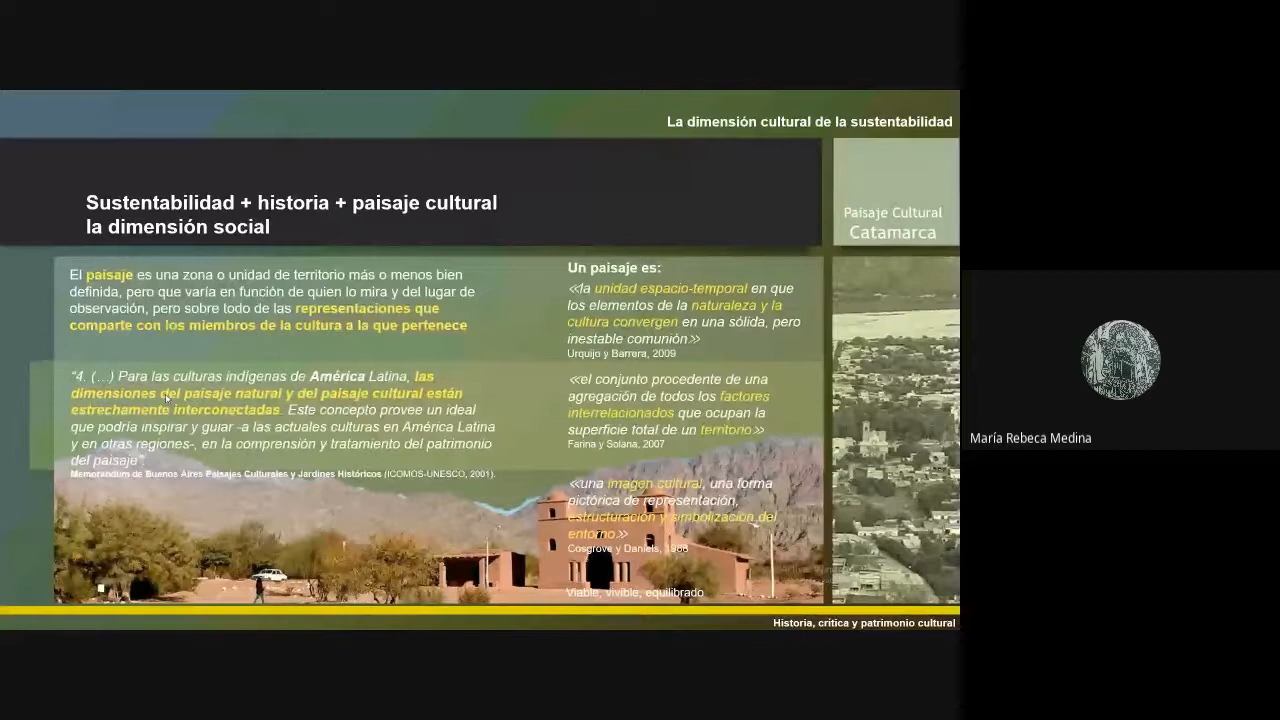 La dimensión cultural de la sustentabilidad
Sustentabilidad + historia + paisaje cultural
la dimensión social
Paisaje Cultural
Catamarca
El paisaje es una zona o unidad de territorio más o menos bien
definida, pero que varía en función de quien lo mira y del lugar de
observación, pero sobre todo de las representaciones que
comparte con los miembros de la cultura a la que pertenece
“4. (…) Para las culturas indígenas de América Latina, las
dimensiones del paisaje natural y del paisaje cultural están
estrechamente interconectadas. Este concepto provee un ideal
que podría inspirar y guiar -a las actuales culturas en América Latina
y en otras regiones-, en la comprensión y tratamiento del patrimonio
del paisaje”.
Memorandum de Buenos Aires Paisajes Culturales y Jardines Históricos (ICOMOS-UNESCO, 2001).
Un paisaje es:
«la unidad espacio-temporal en que
los elementos de la naturaleza y la
cultura convergen en una sólida, pero
inestable comunión»
Urquijo y Barrera, 2009
«el conjunto procedente de una
agregación de todos los factores
interrelacionados que ocupan la
superficie total de un territorio»
Farina y Solana, 2007
«una imagen cultural, una forma
pictórica de representación,
estructuración y simbolización del
entorno»
Cosgrove y Daniels, 1988
Viable, vivible, equilibrado
Historia, crítica y patrimonio cultural
María Rebeca Medina